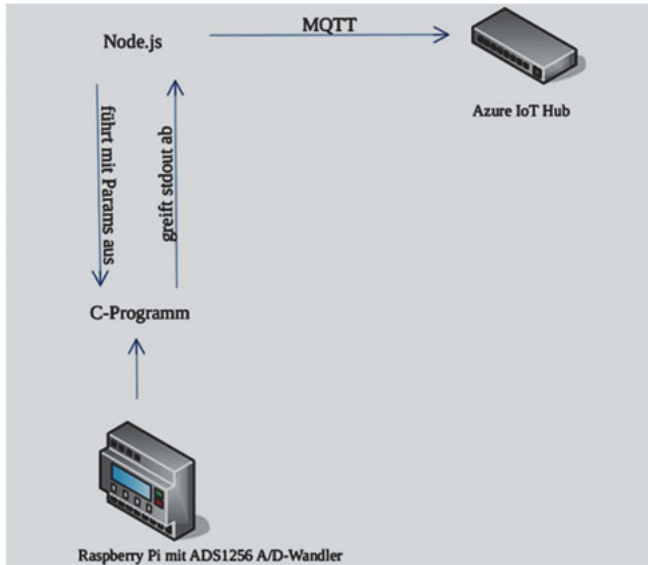 MQTT
Node.js
Azure IoT Hub
führt mit Params aus
greift stdout ab
C-Programm
Raspberry Pi mit ADS1256 A/D-Wandler